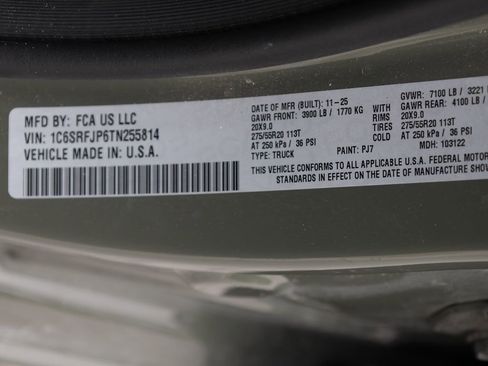 MFD BY: FCA US LLC
VIN: 1C6SRFJP6TN255814
VEHICLE MADE IN: U.S.A.
DATE OF MFR (BUILT): 11-25 GVWR: 7100 LB / 3221
GAWR FRONT: 3900 LB / 1770 KG WITH GAWR REAR: 4100 LB /
20X9.0 RIMS 20X9.0
275/55R20 113T TIRES 275/55R20 113T
AT 250 kPa / 36 PSI COLD AT 250 kPa / 36 PSI
TYPE: TRUCK PAINT: PJ7 MDH: 103122
THIS VEHICLE CONFORMS TO ALL APPLICABLE U.S.A. FEDERAL MOTOR
STANDARDS IN EFFECT ON THE DATE OF MANUFACTURE